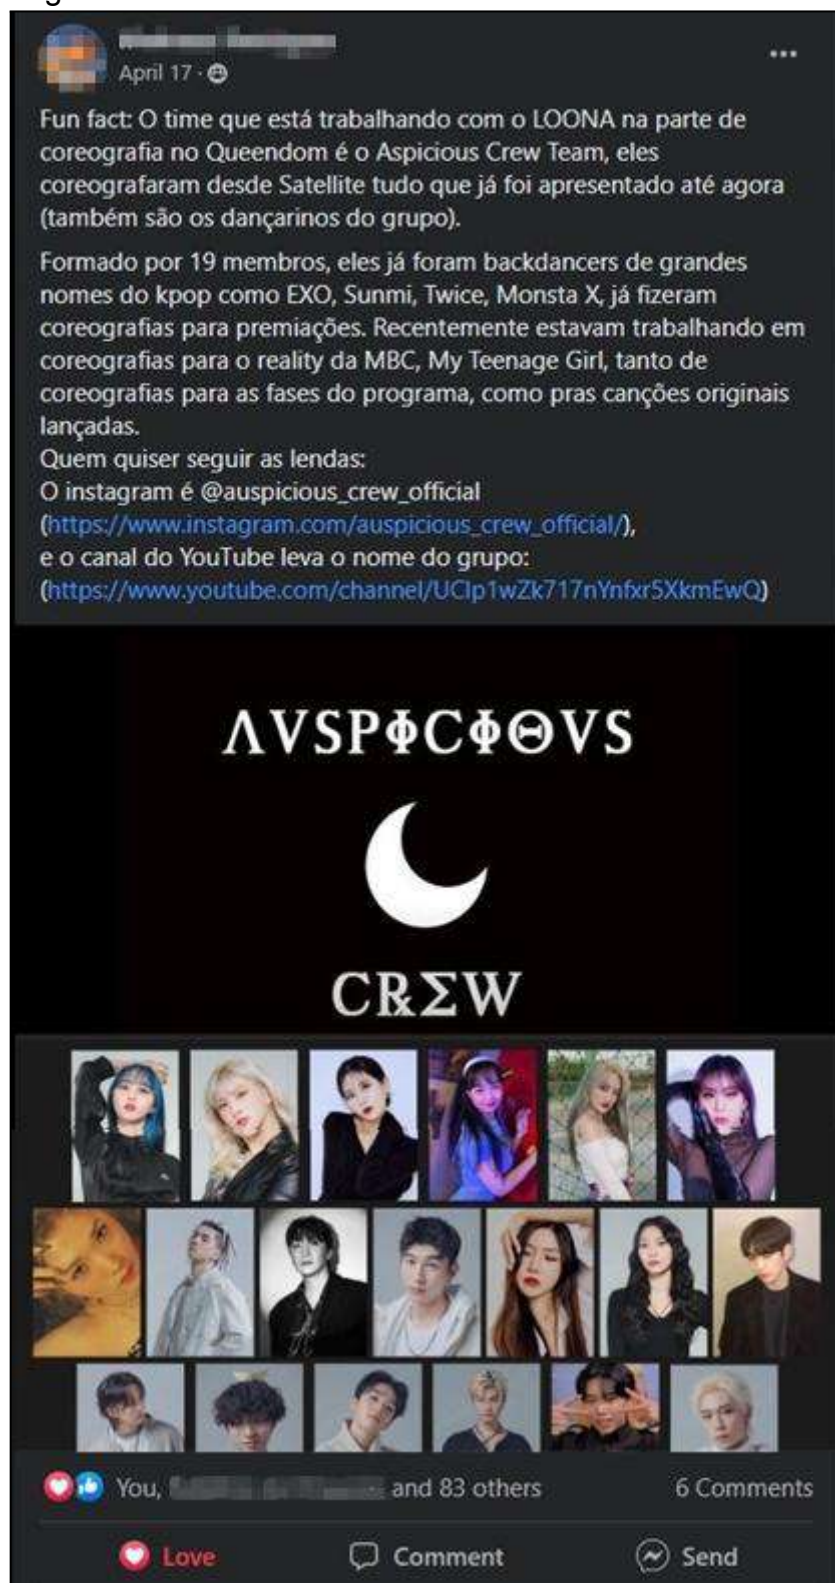 April 17
Fun fact: O time que está trabalhando com o LOONA na parte de
coreografia no Queendom é o Aspicious Crew Team, eles
coreografaram desde Satellite tudo que já foi apresentado até agora
(também são os dançarinos do grupo).
Formado por 19 membros, eles já foram backdancers de grandes
nomes do kpop como EXO, Sunmi, Twice, Monsta X, já fizeram
coreografias para premiações. Recentemente estavam trabalhando em
coreografias para o reality da MBC, My Teenage Girl, tanto de
coreografias para as fases do programa, como pras canções originais
lançadas.
Quem quiser seguir as lendas:
O instagram é @auspicious_crew_official
(https://www.instagram.com/auspicious_crew_official/),
e o canal do YouTube leva o nome do grupo:
(https://www.youtube.com/channel/UClp1wZk717nYnfxr5XkmEwQ)
ΛVSPΦCΦΘVS
CRΣW
You, and 83 others 6 Comments
Love Comment Send